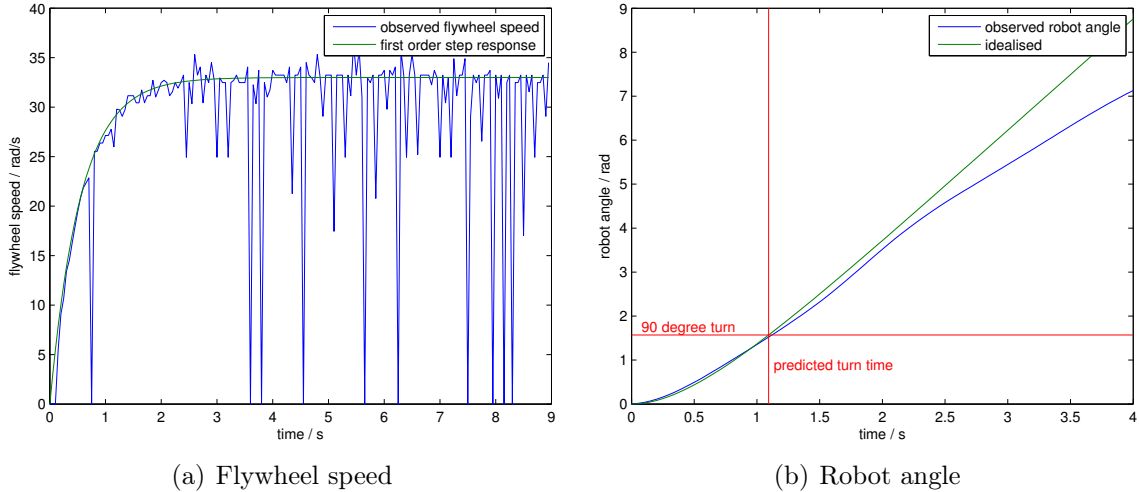 40
35
30
25
20
15
10
5
0
flywheel speed / rad/s
observed flywheel speed
first order step response
0 1 2 3 4 5 6 7 8 9
time / s
(a) Flywheel speed
9
8
7
6
5
4
3
2
1
0
robot angle / rad
observed robot angle
idealised
90 degree turn
predicted turn time
0 0.5 1 1.5 2 2.5 3 3.5 4
time / s
(b) Robot angle